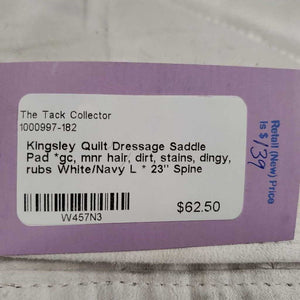 The Tack Collector
1000997-182
Kingsley Quilt Dressage Saddle
Pad *gc, mnr hair, dirt, stains, dingy,
rubs White/Navy L * 23" Spine
W457N3
$62.50
Retail (New) Price
is $139